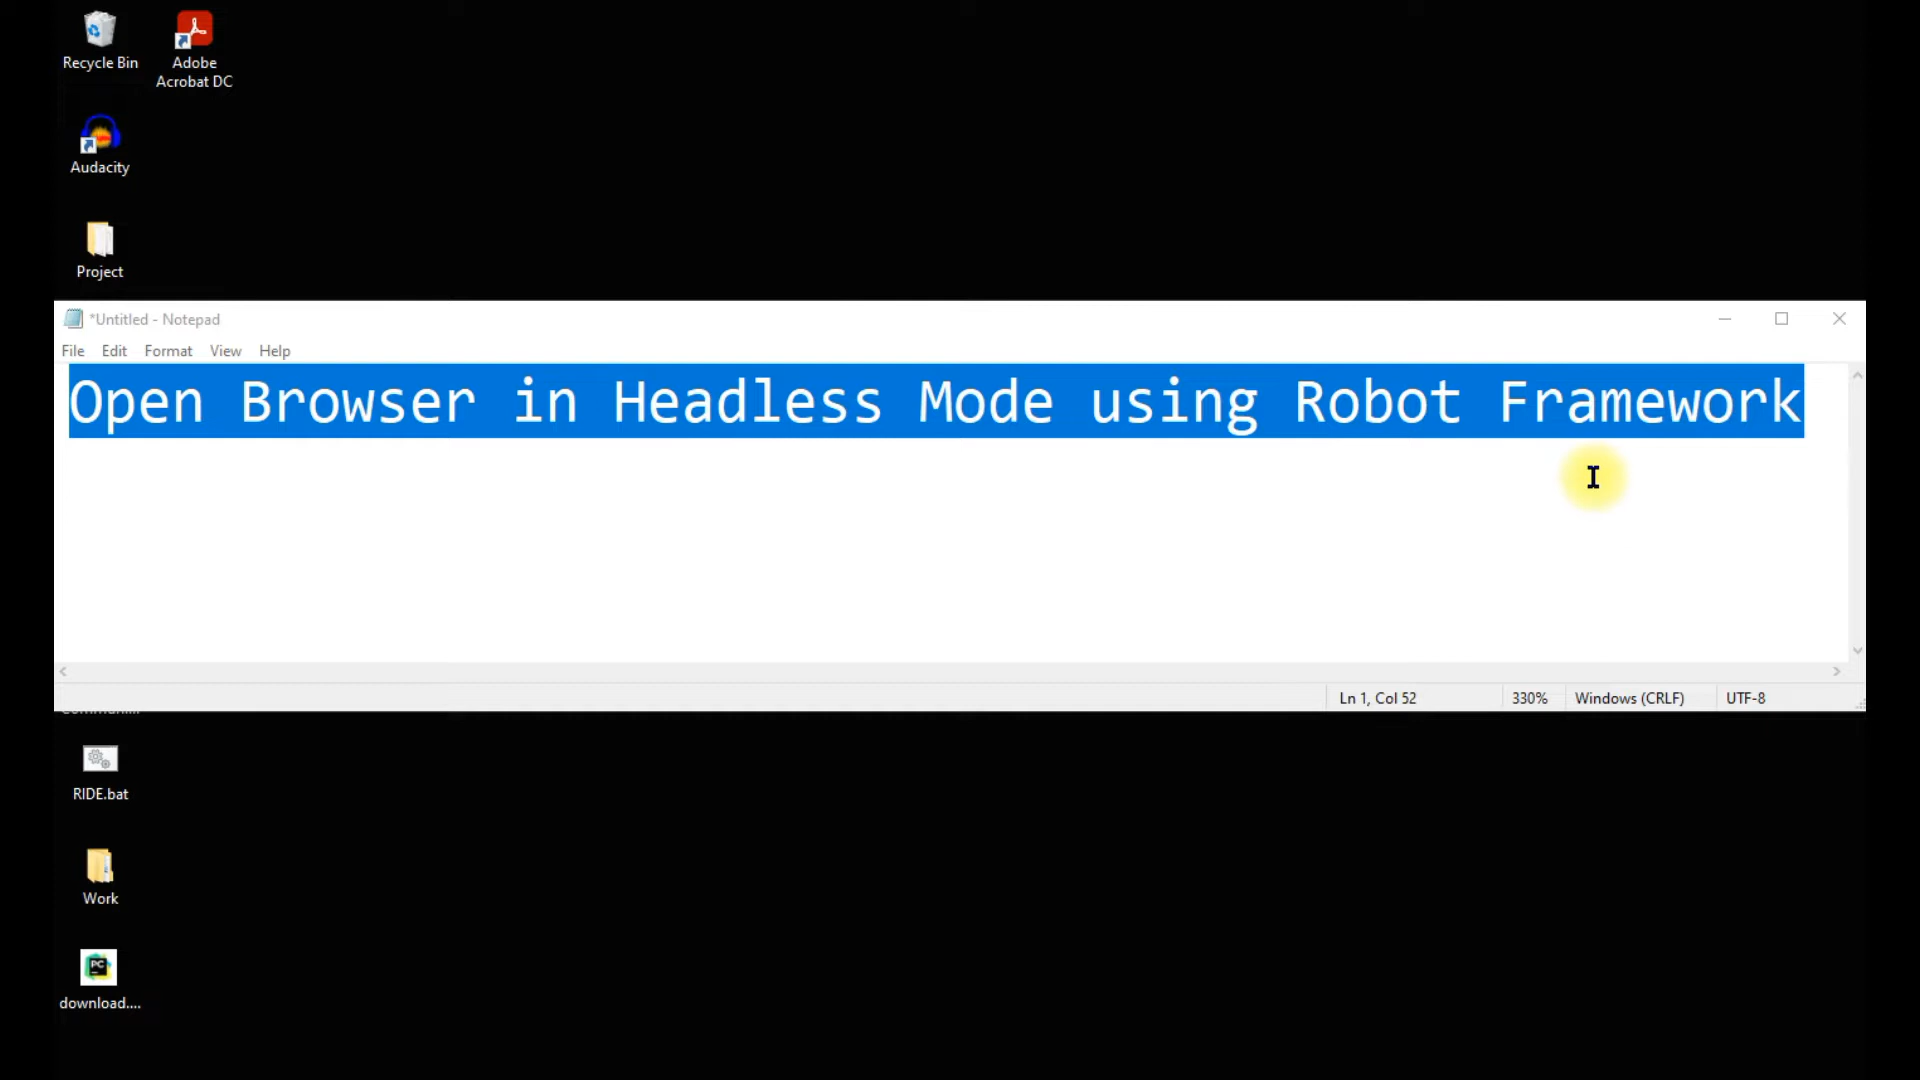 Recycle Bin
Adobe
Acrobat DC
Audacity
Project
*Untitled - Notepad
File Edit Format View Help
Open Browser in Headless Mode using Robot Framework
Ln 1, Col 52 330% Windows (CRLF) UTF-8
RIDE.bat
Work
PC
download....